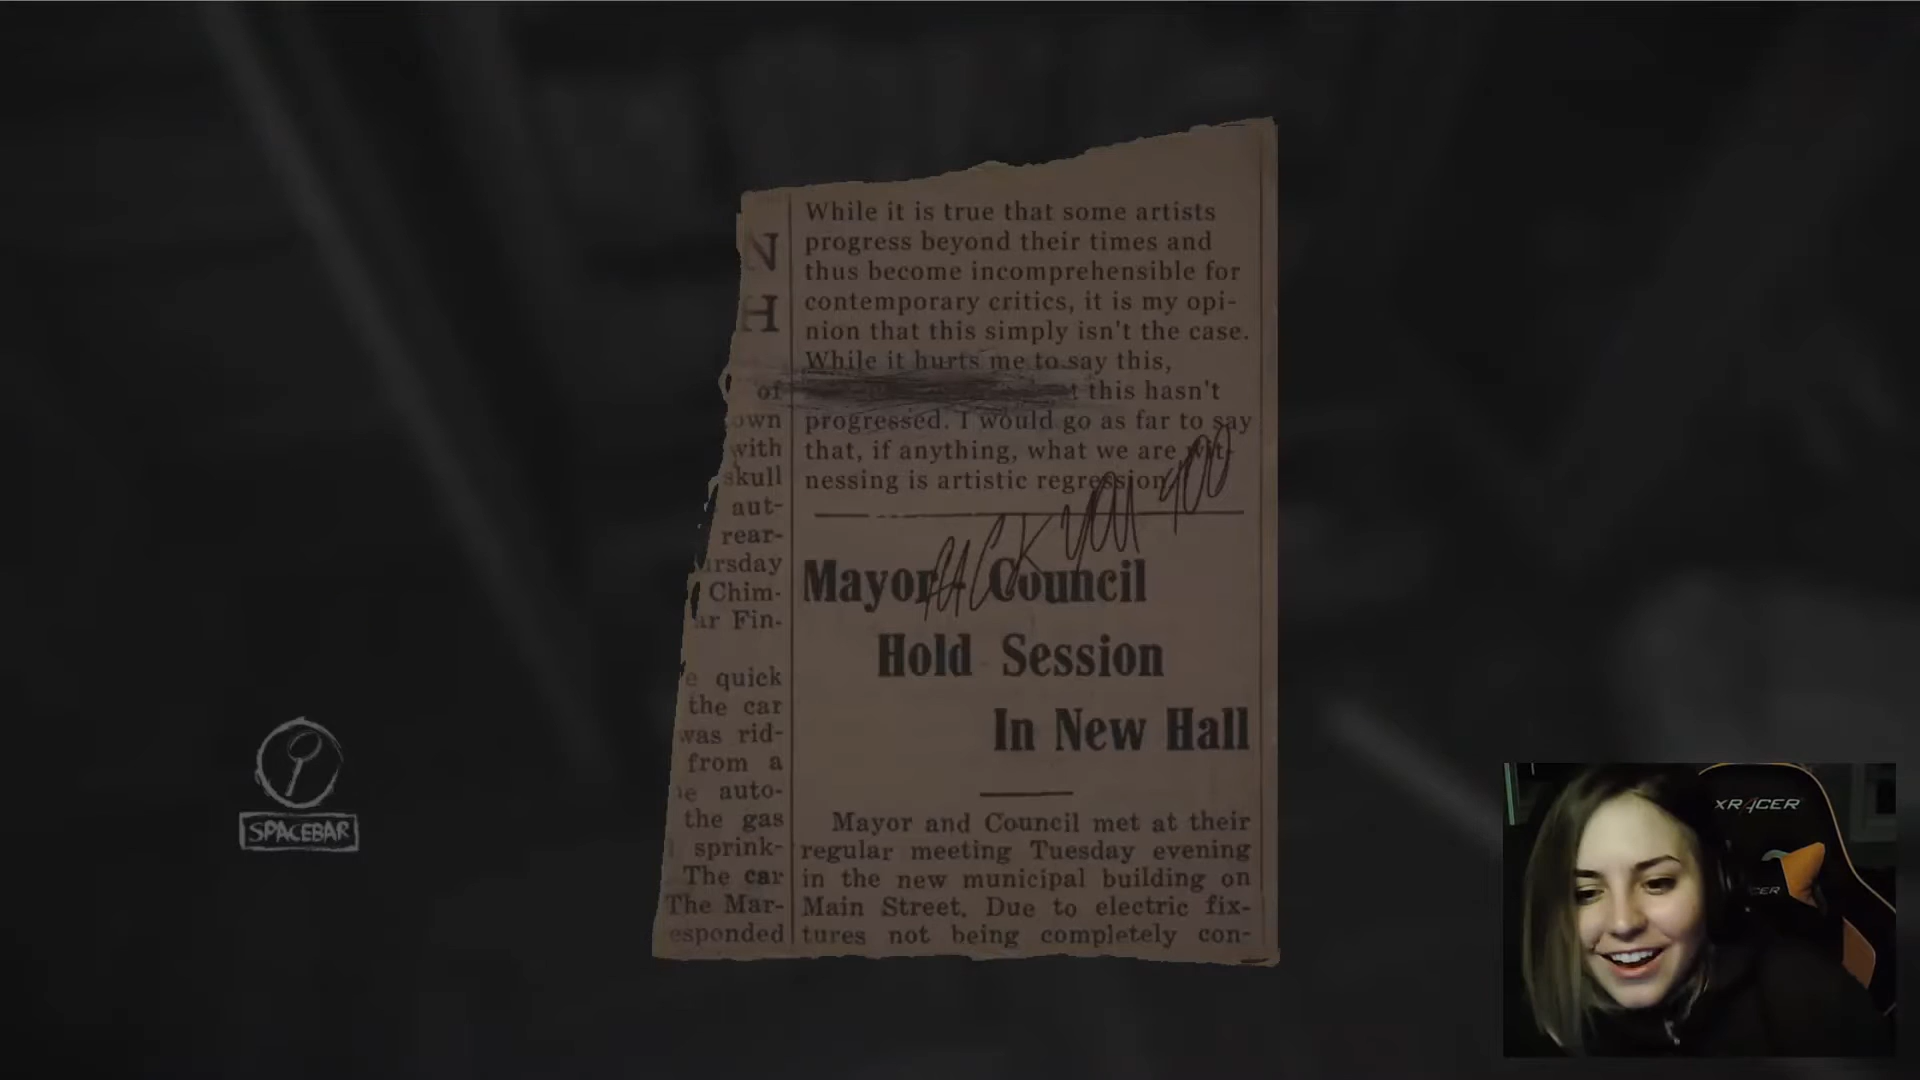 N
H
of
own
with
skull
aut-
rear-
ursday
Chim-
ar Fin-
e quick
the car
was rid-
from a
e auto-
the gas
sprink-
The car
The Mar-
esponded
While it is true that some artists
progress beyond their times and
thus become incomprehensible for
contemporary critics, it is my opi-
nion that this simply isn't the case.
While it hurts me to say this,
t this hasn't
progressed. I would go as far to say
that, if anything, what we are wit-
nessing is artistic regression
FUCK YOU TOO
Mayor - Council
Hold Session
In New Hall
Mayor and Council met at their
regular meeting Tuesday evening
in the new municipal building on
Main Street. Due to electric fix-
tures not being completely con-
SPACEBAR
XRACER
CER